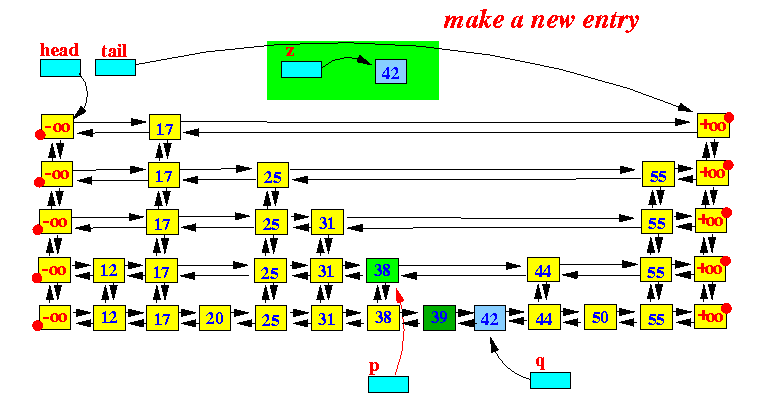 make a new entry
head tail z
42
-oo 17 +oo
-oo 17 25 55 +oo
-oo 17 25 31 55 +oo
-oo 12 17 25 31 38 44 55 +oo
-oo 12 17 20 25 31 38 39 42 44 50 55 +oo
p q